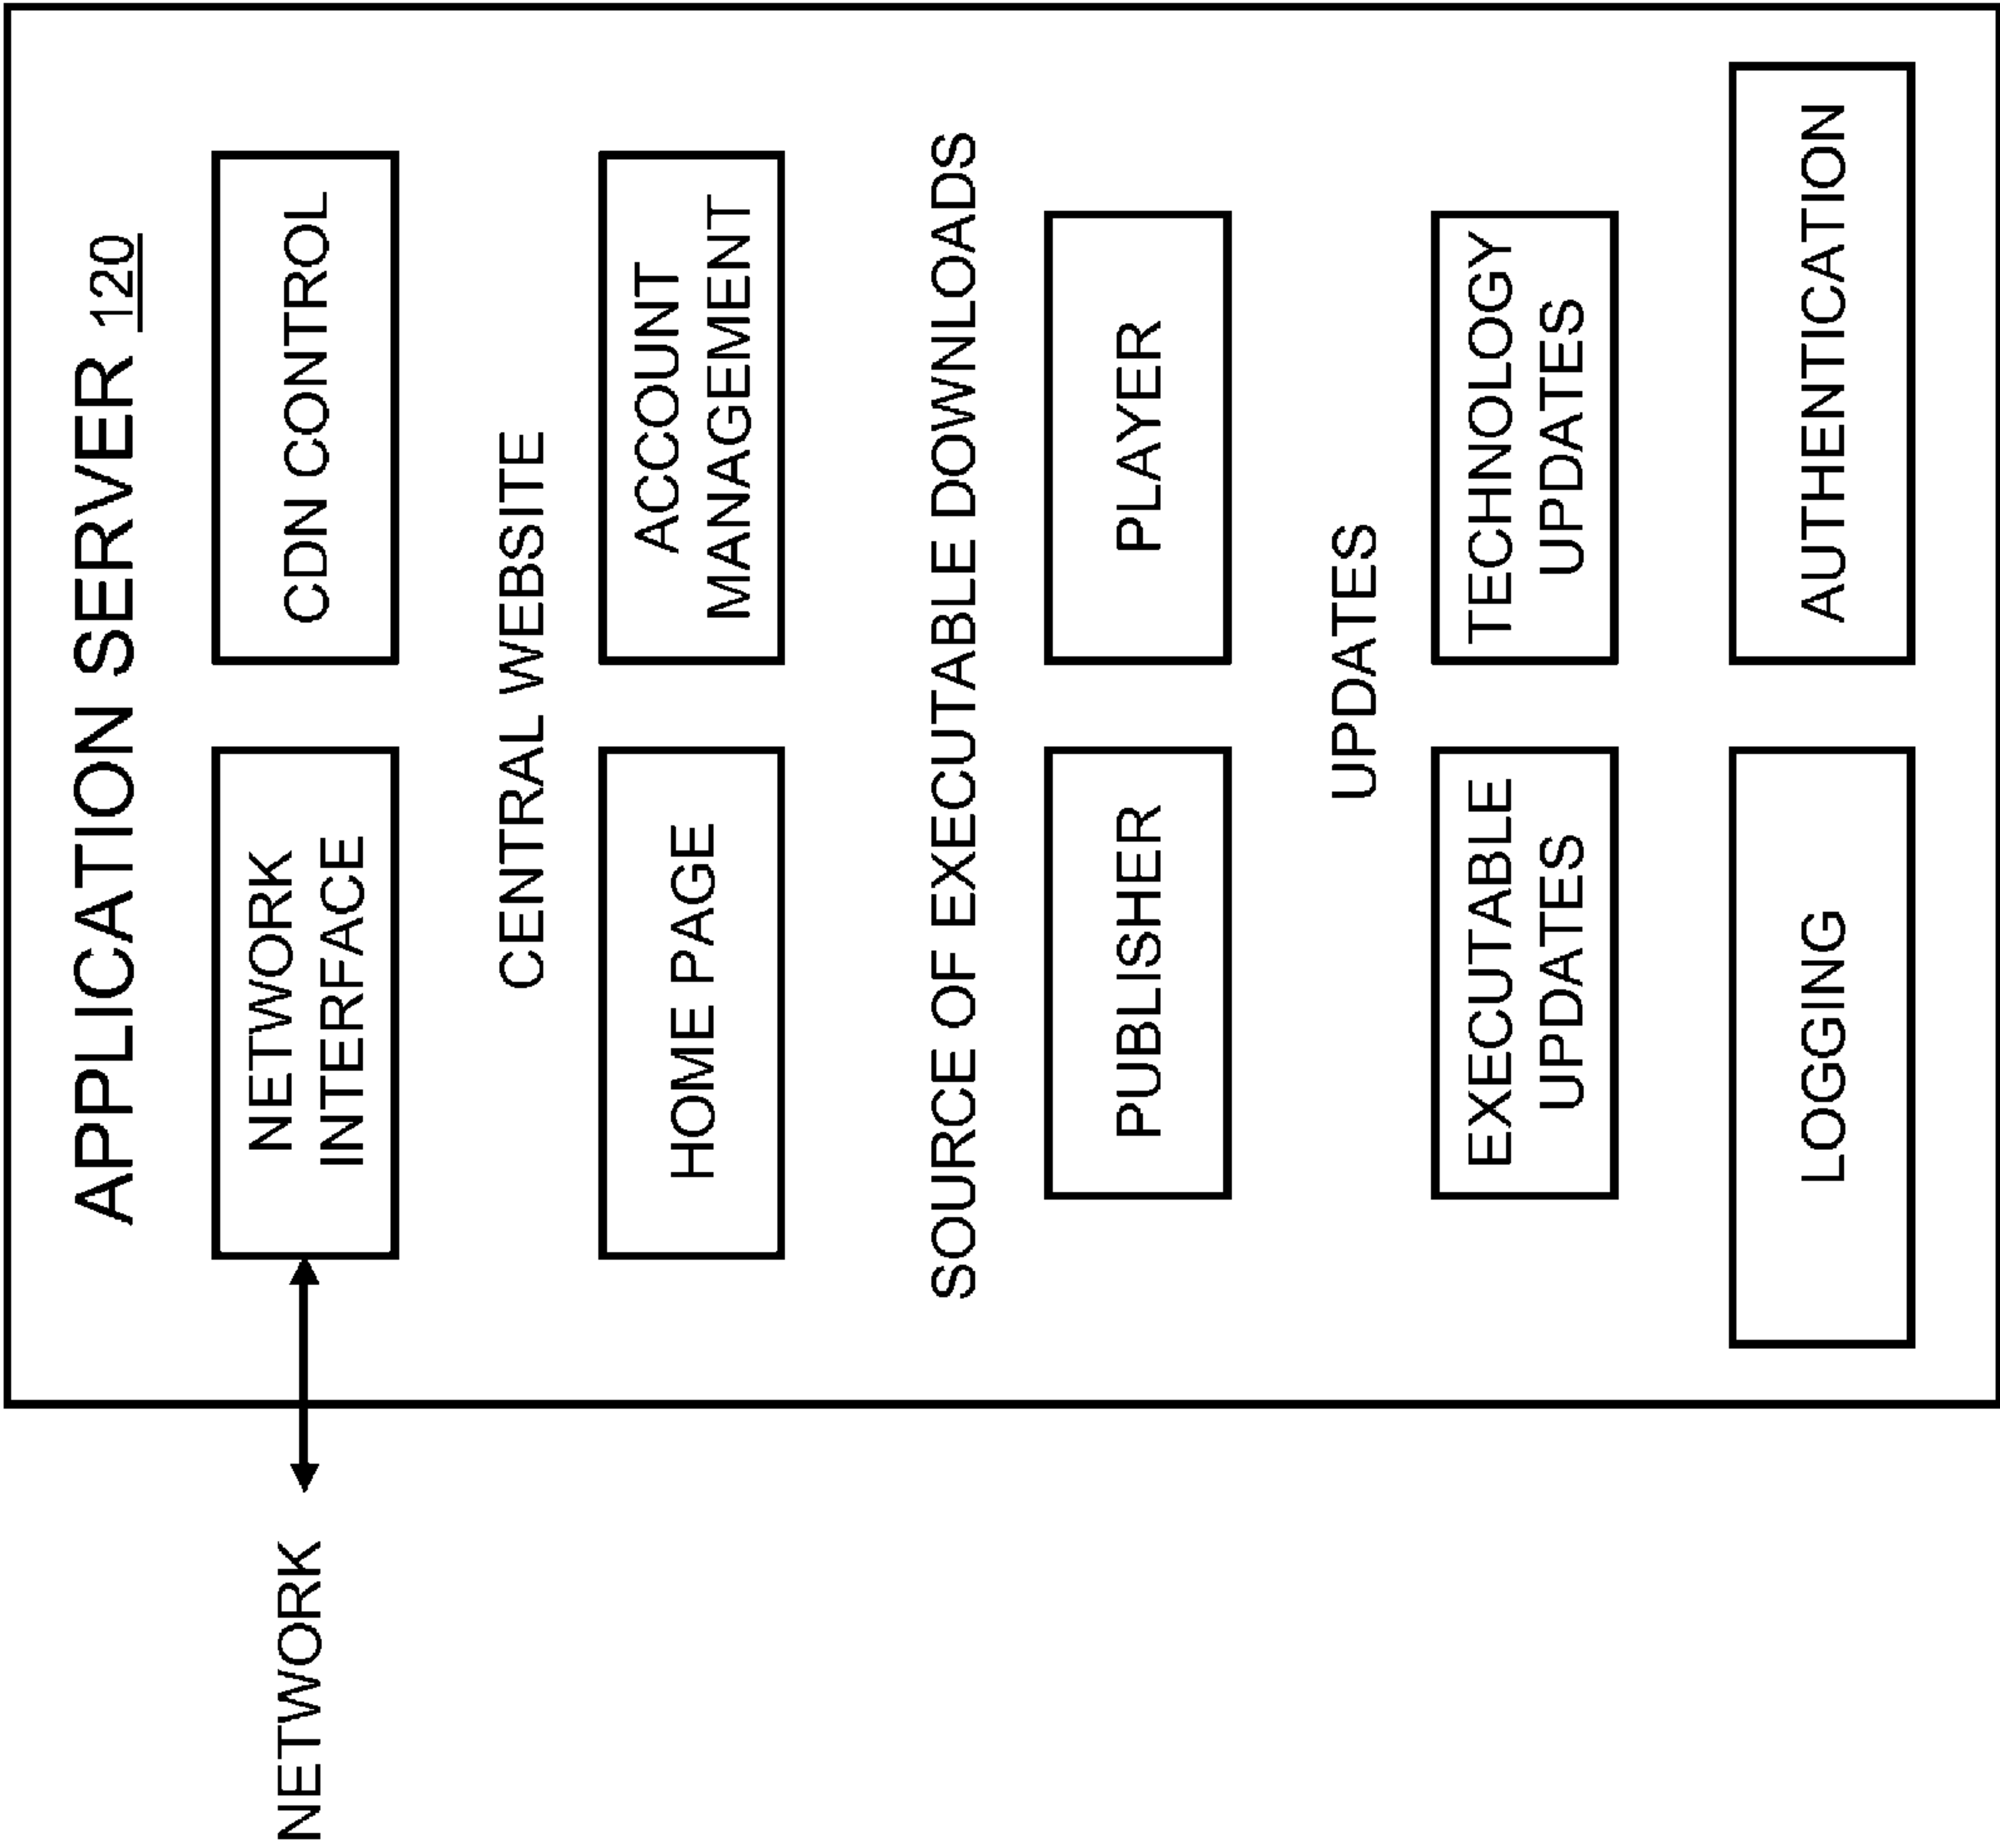 APPLICATION SERVER 120
NETWORK
NETWORK
INTERFACE
CDN CONTROL
CENTRAL WEBSITE
HOME PAGE
ACCOUNT
MANAGEMENT
SOURCE OF EXECUTABLE DOWNLOADS
PUBLISHER
PLAYER
UPDATES
EXECUTABLE
UPDATES
TECHNOLOGY
UPDATES
LOGGING
AUTHENTICATION